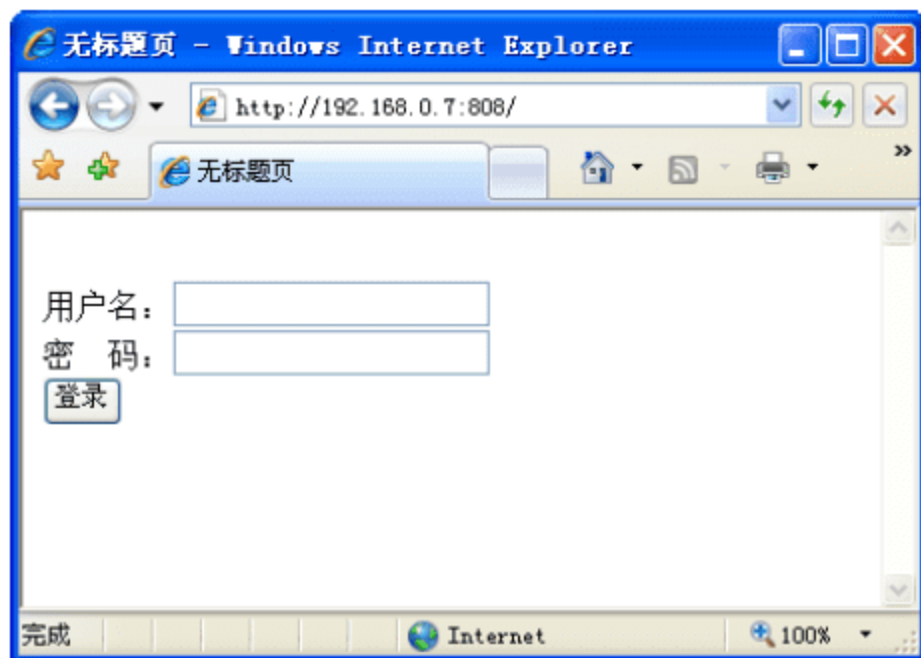 无标题页 - Windows Internet Explorer
http://192.168.0.7:808/
无标题页
用户名：
密 码：
登录
完成 Internet 100%